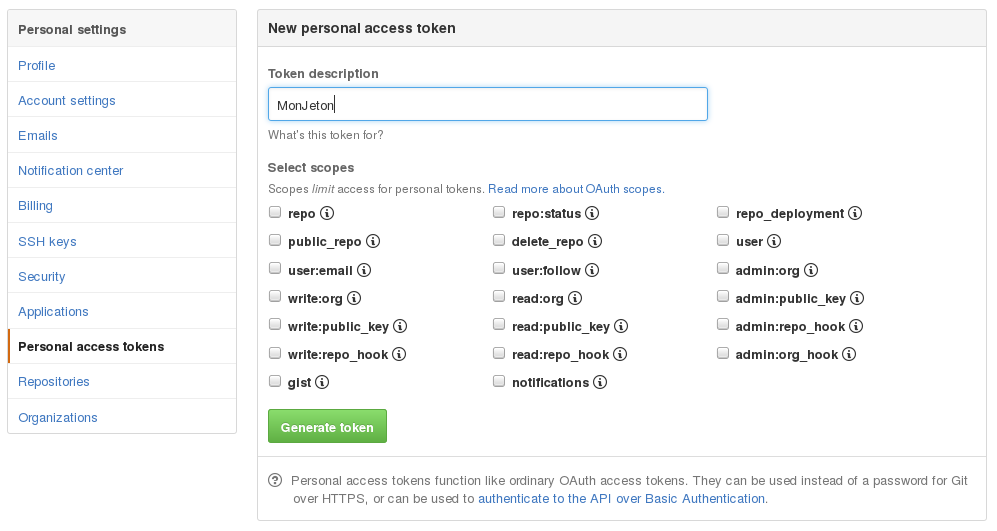 Personal settings
Profile
Account settings
Emails
Notification center
Billing
SSH keys
Security
Applications
Personal access tokens
Repositories
Organizations
New personal access token
Token description
MonJeton
What's this token for?
Select scopes
Scopes limit access for personal tokens. Read more about OAuth scopes.
repo repo:status repo_deployment
public_repo delete_repo user
user:email user:follow admin:org
write:org read:org admin:public_key
write:public_key read:public_key admin:repo_hook
write:repo_hook read:repo_hook admin:org_hook
gist notifications
Generate token
Personal access tokens function like ordinary OAuth access tokens. They can be used instead of a password for Git
over HTTPS, or can be used to authenticate to the API over Basic Authentication.